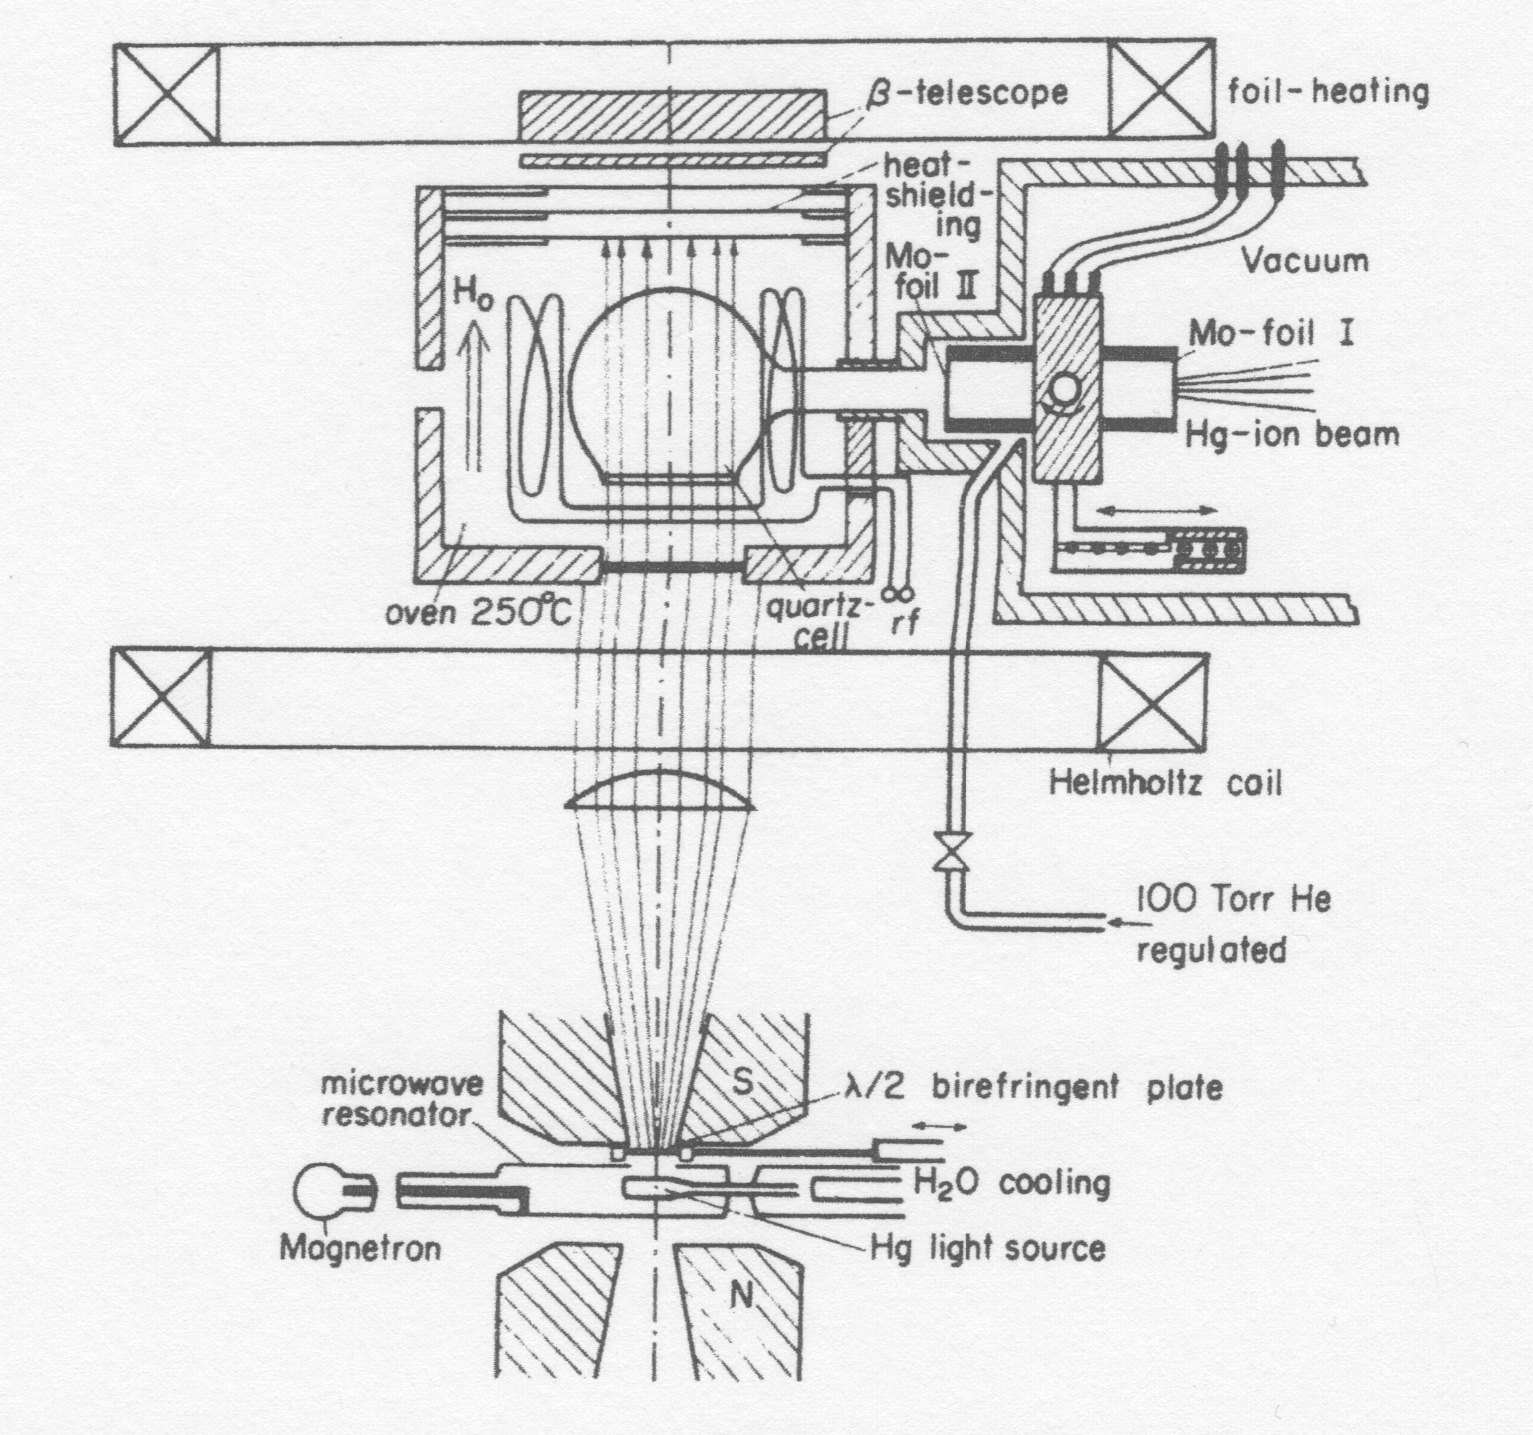 β-telescope
foil-heating
heat-
shield-
ing
Mo-
foil II
Vacuum
H₀
Mo-foil I
Hg-ion beam
oven 250°C
quartz-
cell
rf
Helmholtz cail
100 Torr He
regulated
S
microwave
resonator
λ/2 birefringent plate
H₂O cooling
Magnetron
Hg light source
N